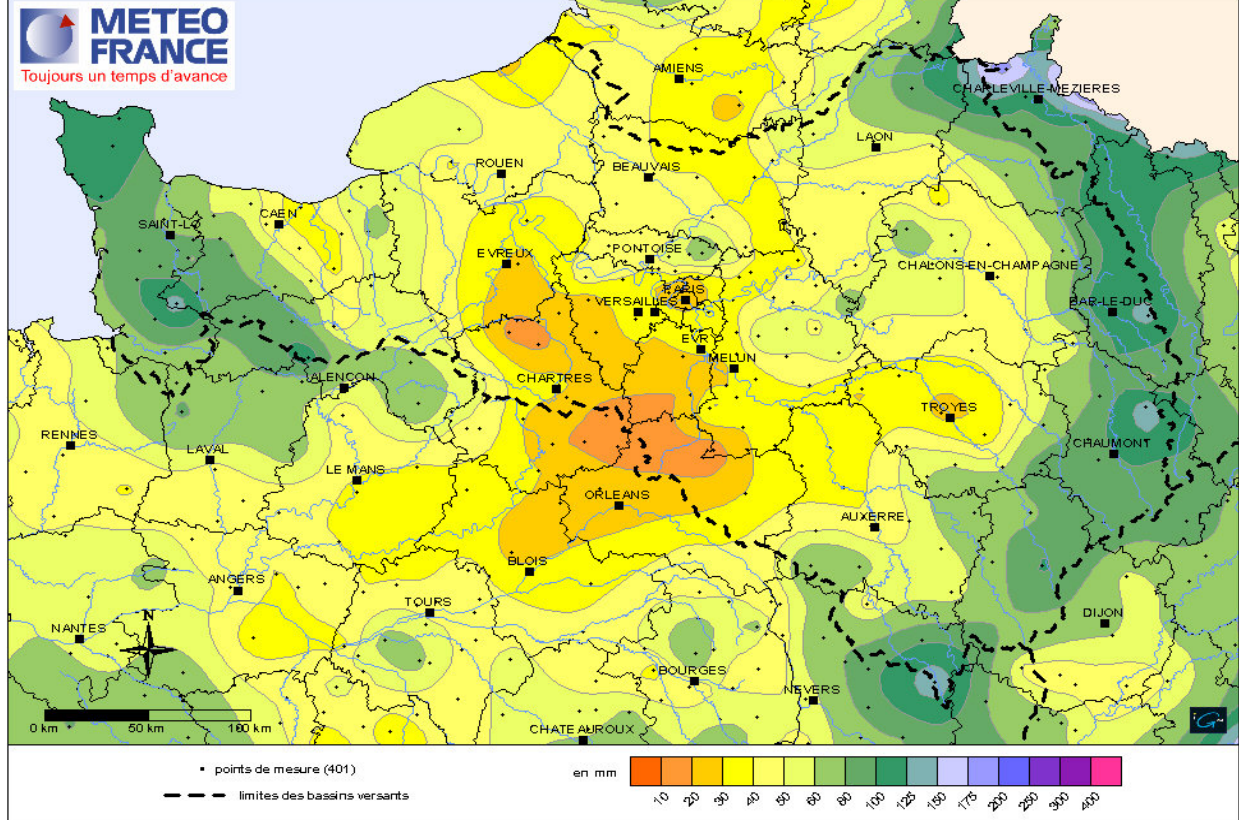 METEO
FRANCE
Toujours un temps d'avance
AMIENS
CHARLEVILLE-MEZIERES
LAON
ROUEN
BEAUVAIS
SAINT-LO
CAEN
EVREUX
PONTOISE
CHALONS-EN-CHAMPAGNE
PARIS
VERSAILLES
BAR-LE-DUC
EVRY
MELUN
ALENCON
CHARTRES
TROYES
RENNES
LAVAL
CHAUMONT
LE MANS
ORLEANS
AUXERRE
BLOIS
ANGERS
TOURS
DIJON
NANTES
N
BOURGES
NEVERS
0 km 50 km 100 km
CHATEAUROUX
points de mesure (401)
limites des bassins versants
en mm
10 20 30 40 50 60 80 100 125 150 175 200 250 300 400